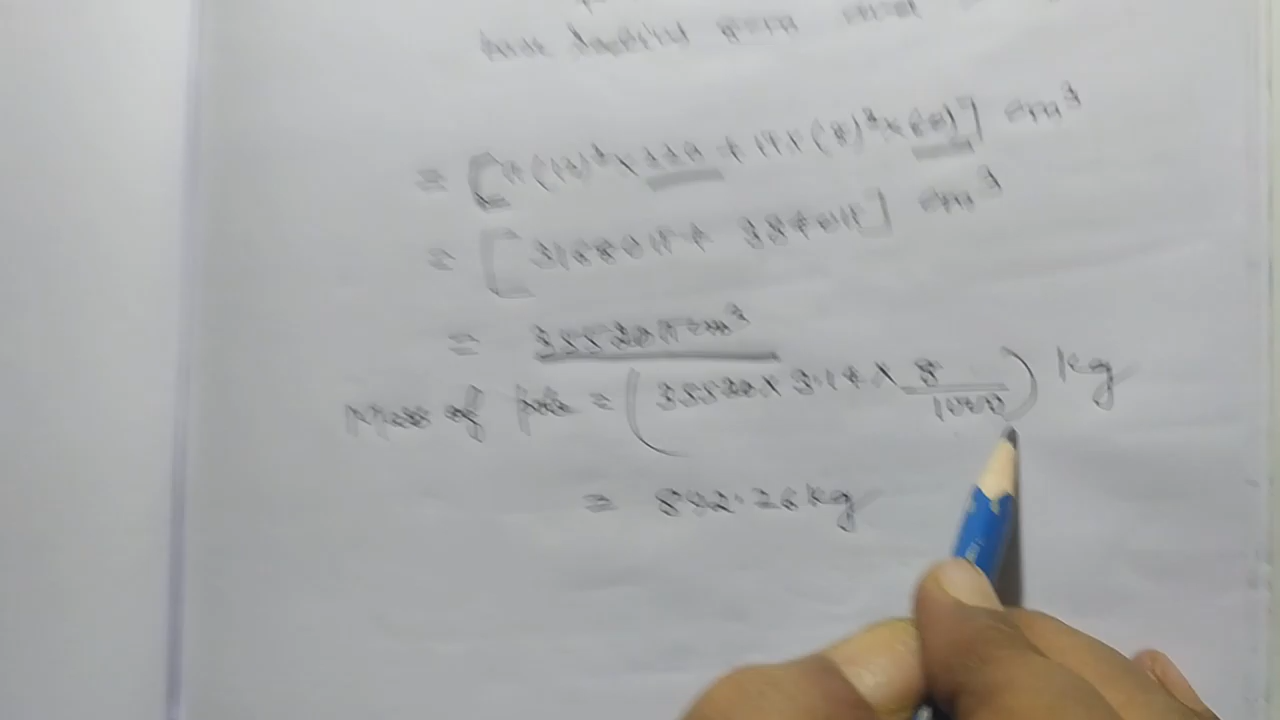 = [π(12)² × 220 + π × (8)² × 60] cm³
= [31680π + 3840π] cm³
= 35520π cm³
Mass of pole = (35520 × 3.14 × 8/1000) kg
= 892.26 kg